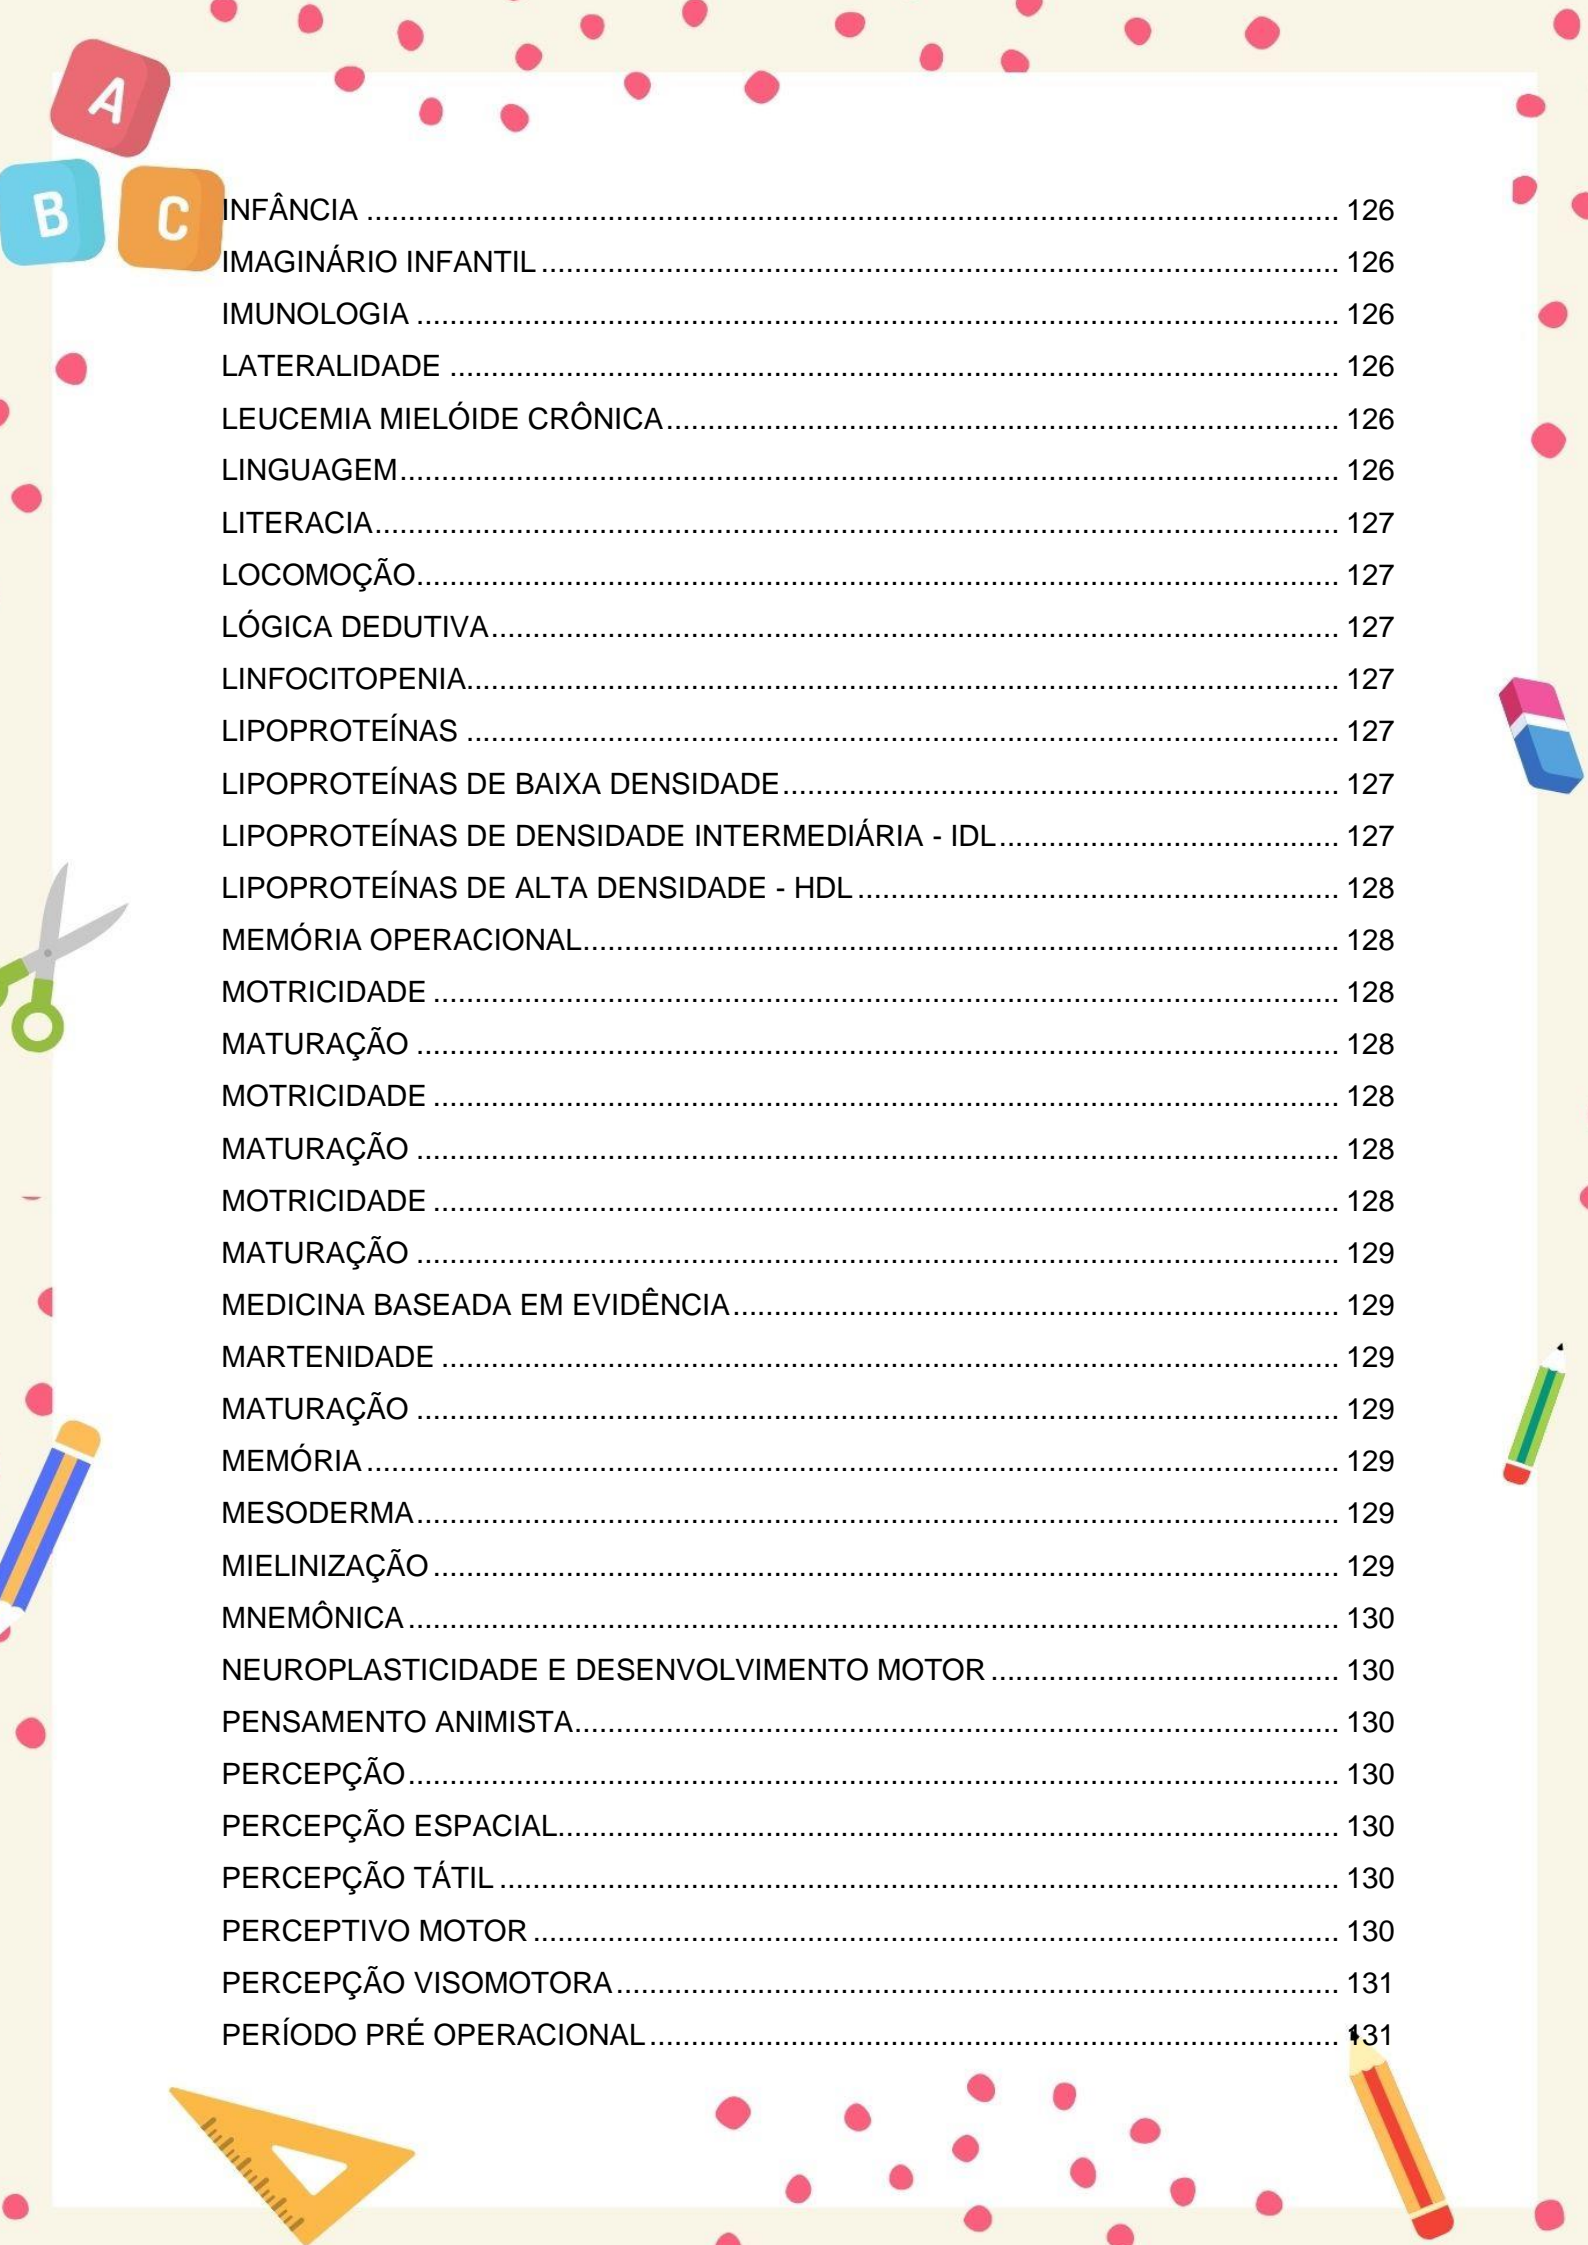 A
B C
INFÂNCIA ........ 126
IMAGINÁRIO INFANTIL ........ 126
IMUNOLOGIA ........ 126
LATERALIDADE ........ 126
LEUCEMIA MIELÓIDE CRÔNICA ........ 126
LINGUAGEM ........ 126
LITERACIA ........ 127
LOCOMOÇÃO ........ 127
LÓGICA DEDUTIVA ........ 127
LINFOCITOPENIA ........ 127
LIPOPROTEÍNAS ........ 127
LIPOPROTEÍNAS DE BAIXA DENSIDADE ........ 127
LIPOPROTEÍNAS DE DENSIDADE INTERMEDIÁRIA - IDL ........ 127
LIPOPROTEÍNAS DE ALTA DENSIDADE - HDL ........ 128
MEMÓRIA OPERACIONAL ........ 128
MOTRICIDADE ........ 128
MATURAÇÃO ........ 128
MOTRICIDADE ........ 128
MATURAÇÃO ........ 128
MOTRICIDADE ........ 128
MATURAÇÃO ........ 129
MEDICINA BASEADA EM EVIDÊNCIA ........ 129
MARTENIDADE ........ 129
MATURAÇÃO ........ 129
MEMÓRIA ........ 129
MESODERMA ........ 129
MIELINIZAÇÃO ........ 129
MNEMÔNICA ........ 130
NEUROPLASTICIDADE E DESENVOLVIMENTO MOTOR ........ 130
PENSAMENTO ANIMISTA ........ 130
PERCEPÇÃO ........ 130
PERCEPÇÃO ESPACIAL ........ 130
PERCEPÇÃO TÁTIL ........ 130
PERCEPTIVO MOTOR ........ 130
PERCEPÇÃO VISOMOTORA ........ 131
PERÍODO PRÉ OPERACIONAL ........ 131